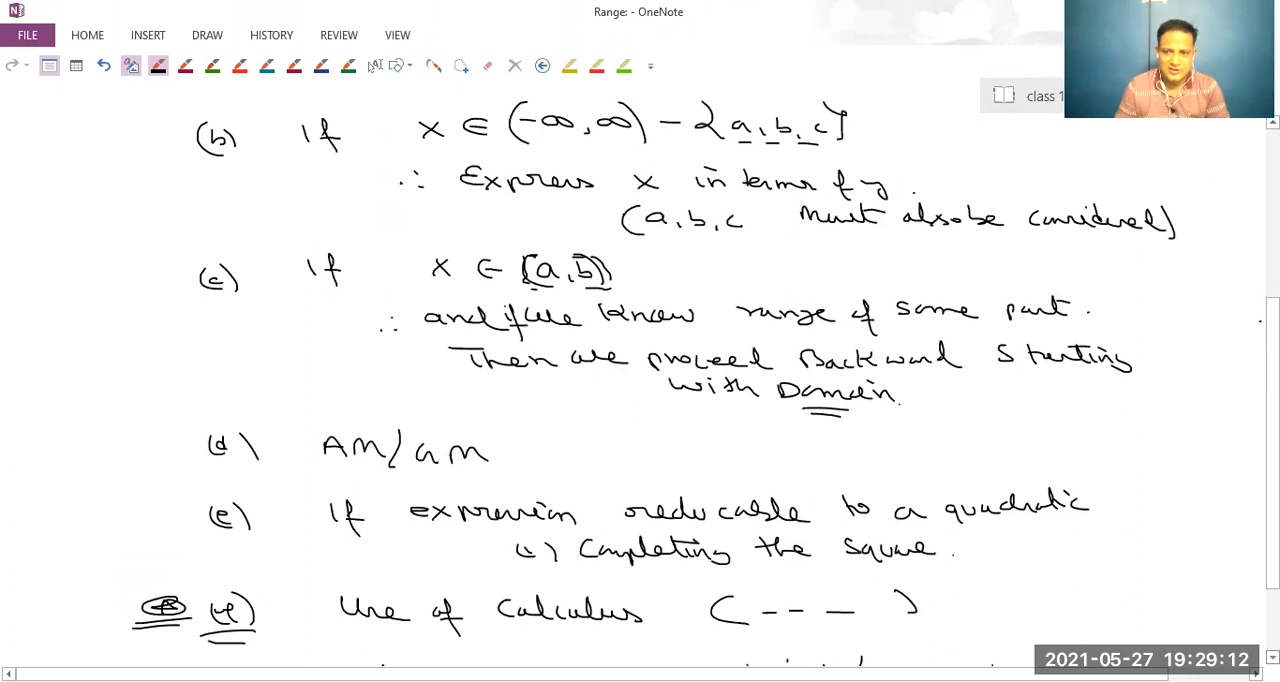 Range: - OneNote
FILE HOME INSERT DRAW HISTORY REVIEW VIEW
class 1
(b) If x ∈ (-∞, ∞) - {a, b, c}
∴ Express x in terms of y.
(a, b, c must also be considered)
(c) If x ∈ [(a, b)]
∴ and if we know range of some part.
Then we proceed Backward Starting
with Domain.
(d) AM/GM
(e) If expression reducable to a quadratic
(i) Completing the square.
(f) Use of Calculus (--- )
2021-05-27 19:29:12